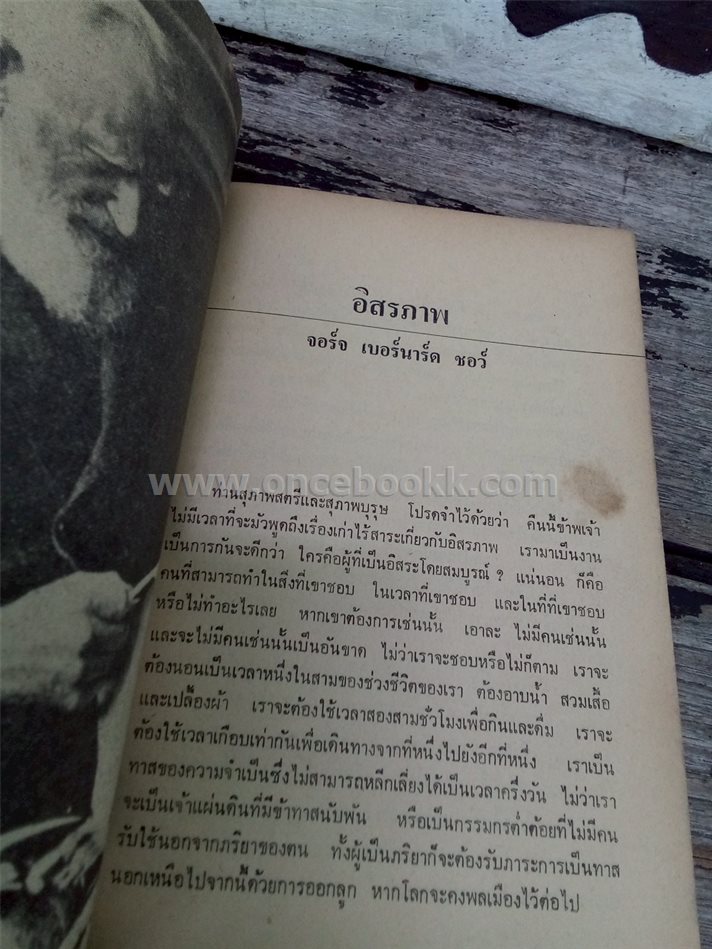 อิสรภาพ
จอร์จ เบอร์นาร์ด ชอว์
www.oncebookk.com
ท่านสุภาพสตรีและสุภาพบุรุษ โปรดจำไว้ด้วยว่า คืนนี้ข้าพเจ้า
ไม่มีเวลาที่จะมัวพูดถึงเรื่องเก่าไร้สาระเกี่ยวกับอิสรภาพ เรามาเป็นงาน
เป็นการกันจะดีกว่า ใครคือผู้ที่เป็นอิสระโดยสมบูรณ์ ? แน่นอน ก็คือ
คนที่สามารถทำในสิ่งที่เขาชอบ ในเวลาที่เขาชอบ และในที่ที่เขาชอบ
หรือไม่ทำอะไรเลย หากเขาต้องการเช่นนั้น เอาละ ไม่มีคนเช่นนั้น
และจะไม่มีคนเช่นนั้นเป็นอันขาด ไม่ว่าเราจะชอบหรือไม่ก็ตาม เราจะ
ต้องนอนเป็นเวลาหนึ่งในสามของช่วงชีวิตของเรา ต้องอาบน้ำ สวมเสื้อ
และเปลื้องผ้า เราจะต้องใช้เวลาสองสามชั่วโมงเพื่อกินและดื่ม เราจะ
ต้องใช้เวลาเกือบเท่ากันเพื่อเดินทางจากที่หนึ่งไปยังอีกที่หนึ่ง เราเป็น
ทาสของความจำเป็นซึ่งไม่สามารถหลีกเลี่ยงได้เป็นเวลาครึ่งวัน ไม่ว่าเรา
จะเป็นเจ้าแผ่นดินที่มีข้าทาสนับพัน หรือเป็นกรรมกรต่ำต้อยที่ไม่มีคน
รับใช้นอกจากภริยาของตน ทั้งผู้เป็นภริยาก็จะต้องรับภาระการเป็นทาส
นอกเหนือไปจากนี้ด้วยการออกลูก หากโลกจะคงพลเมืองไว้ต่อไป